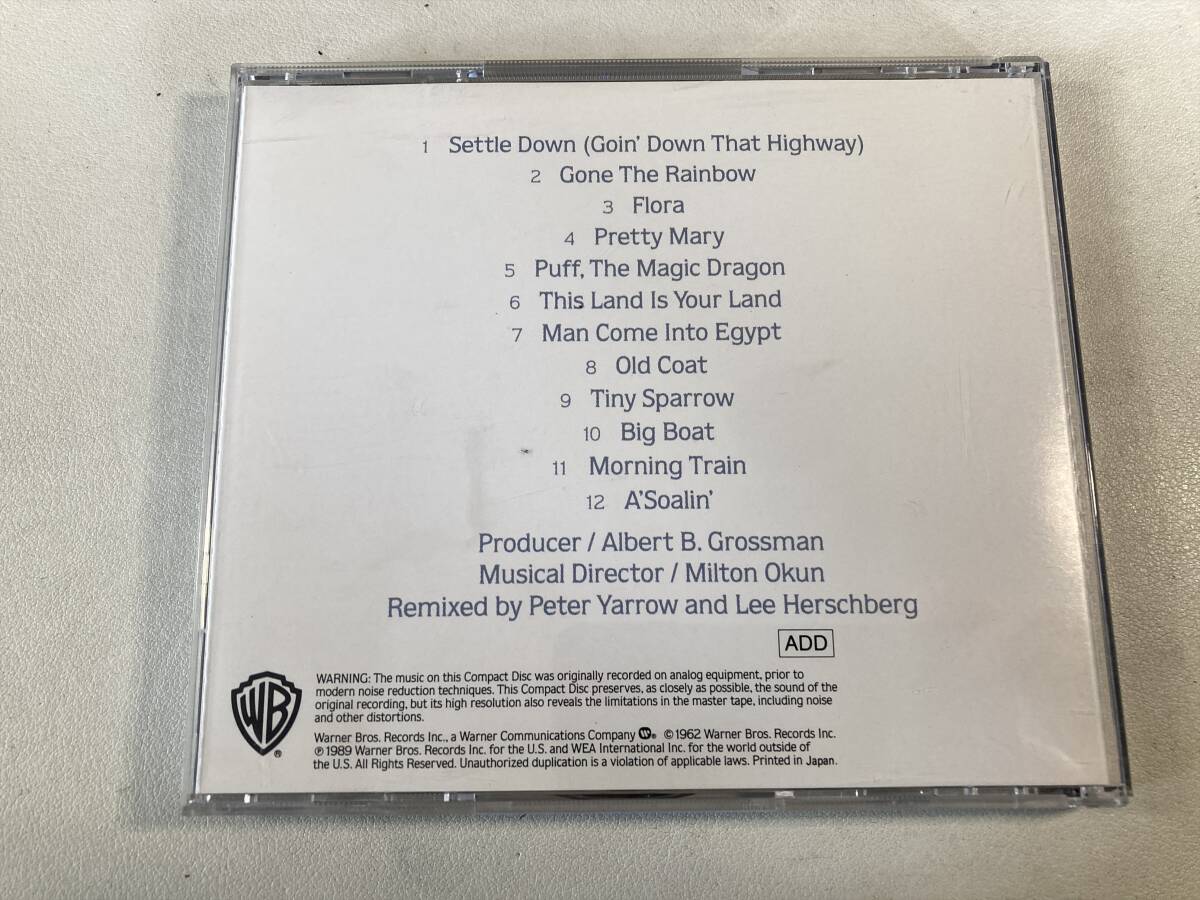 1 Settle Down (Goin' Down That Highway)
2 Gone The Rainbow
3 Flora
4 Pretty Mary
5 Puff, The Magic Dragon
6 This Land Is Your Land
7 Man Come Into Egypt
8 Old Coat
9 Tiny Sparrow
10 Big Boat
11 Morning Train
12 A'Soalin'
Producer / Albert B. Grossman
Musical Director / Milton Okun
Remixed by Peter Yarrow and Lee Herschberg
ADD
WB ®
WARNING: The music on this Compact Disc was originally recorded on analog equipment, prior to
modern noise reduction techniques. This Compact Disc preserves, as closely as possible, the sound of the
original recording, but its high resolution also reveals the limitations in the master tape, including noise
and other distortions.
Warner Bros. Records Inc., a Warner Communications Company ©1962 Warner Bros. Records Inc.
℗1989 Warner Bros. Records Inc. for the U.S. and WEA International Inc. for the world outside of
the U.S. All Rights Reserved. Unauthorized duplication is a violation of applicable laws. Printed in Japan.